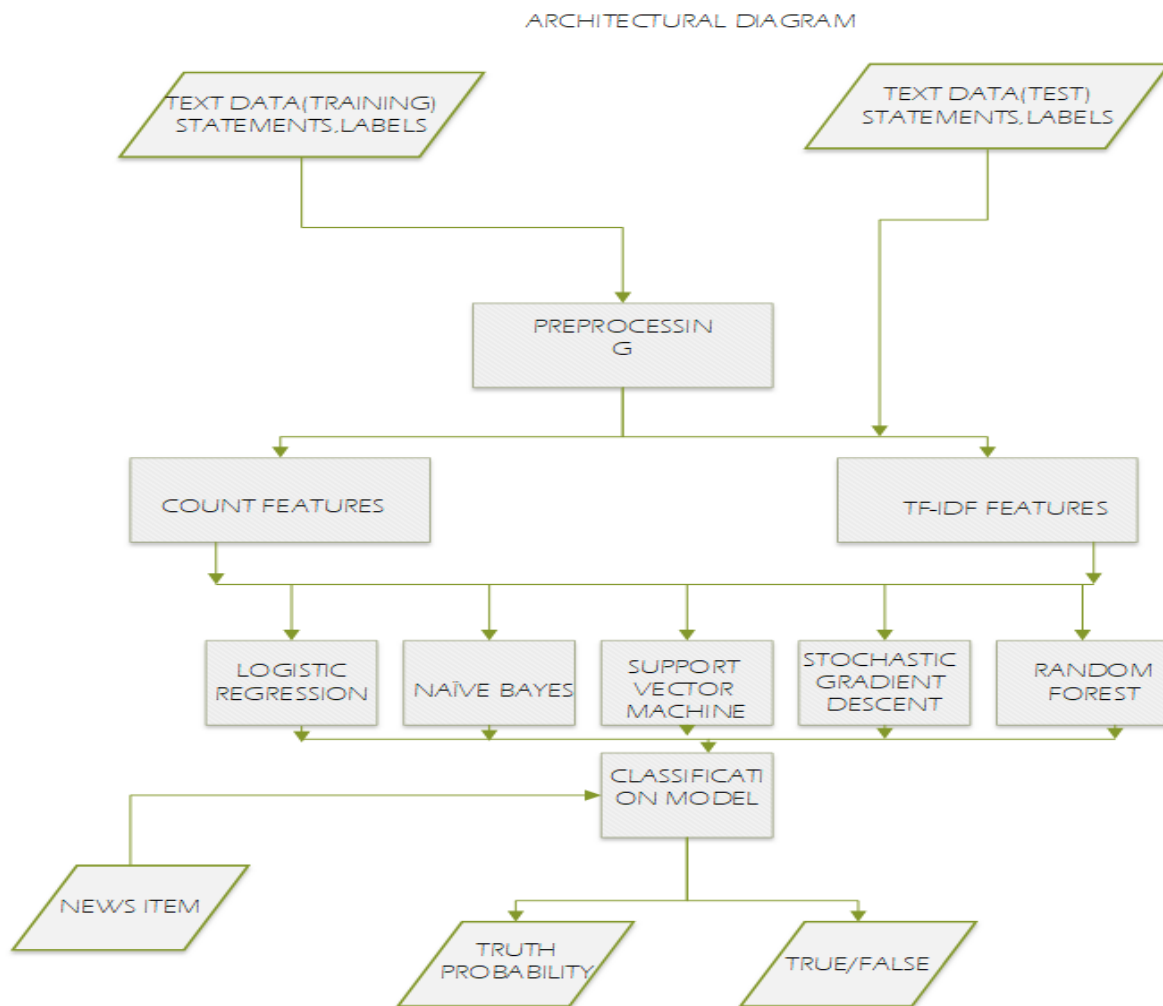 ARCHITECTURAL DIAGRAM
TEXT DATA(TRAINING)
STATEMENTS,LABELS
TEXT DATA(TEST)
STATEMENTS,LABELS
PREPROCESSIN
G
COUNT FEATURES
TF-IDF FEATURES
LOGISTIC
REGRESSION
NAÏVE BAYES
SUPPORT
VECTOR
MACHINE
STOCHASTIC
GRADIENT
DESCENT
RANDOM
FOREST
CLASSIFICATI
ON MODEL
NEWS ITEM
TRUTH
PROBABILITY
TRUE/FALSE